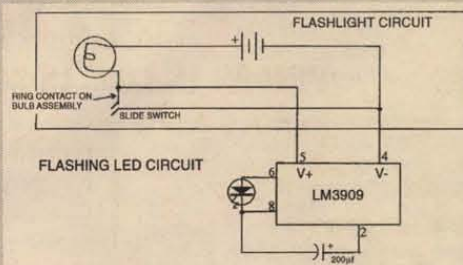 FLASHLIGHT CIRCUIT
+
RING CONTACT ON
BULB ASSEMBLY
SLIDE SWITCH
FLASHING LED CIRCUIT
5 4
6 V+ V-
LM3909
8
2
+
200µf